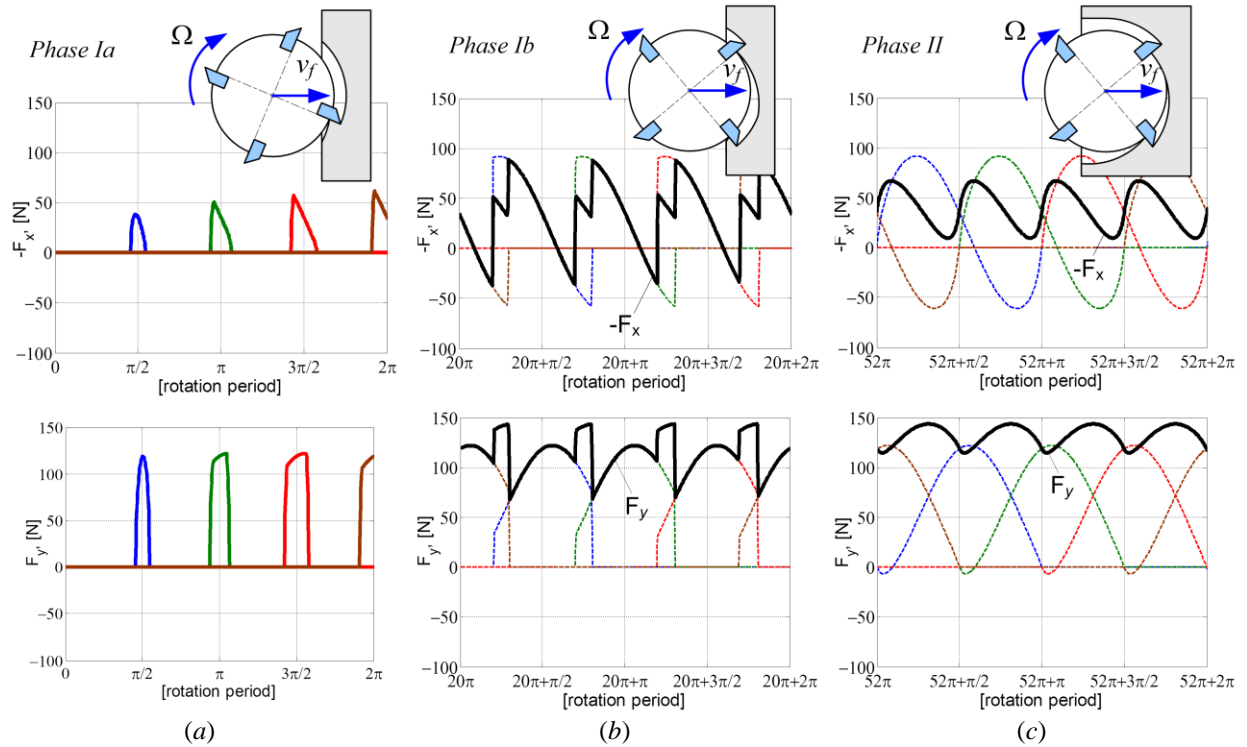 Phase Ia
Ω
v_f
150
100
50
0
−50
−100
-F_x, [N]
0
π/2
π
3π/2
2π
[rotation period]
150
100
50
0
−50
−100
F_y, [N]
0
π/2
π
3π/2
2π
[rotation period]
(a)
Phase Ib
Ω
v_f
150
100
50
0
−50
−100
-F_x, [N]
-F_x
20π
20π+π/2
20π+π
20π+3π/2
20π+2π
[rotation period]
150
100
50
0
−50
−100
F_y, [N]
F_y
20π
20π+π/2
20π+π
20π+3π/2
20π+2π
[rotation period]
(b)
Phase II
Ω
v_f
150
100
50
0
−50
−100
-F_x, [N]
-F_x
52π
52π+π/2
52π+π
52π+3π/2
52π+2π
[rotation period]
150
100
50
0
−50
−100
F_y, [N]
F_y
52π
52π+π/2
52π+π
52π+3π/2
52π+2π
[rotation period]
(c)